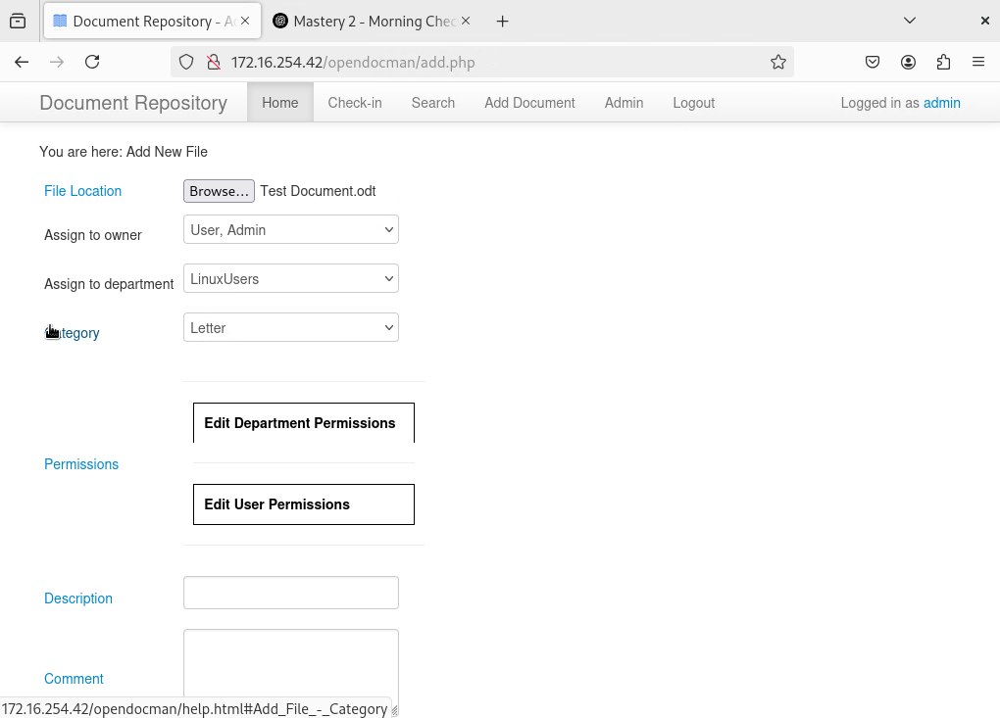 Document Repository - Ad
Mastery 2 - Morning Chec
172.16.254.42/opendocman/add.php
Document Repository
Home
Check-in
Search
Add Document
Admin
Logout
Logged in as admin
You are here: Add New File
File Location
Browse...
Test Document.odt
Assign to owner
User, Admin
Assign to department
LinuxUsers
tegory
Letter
Edit Department Permissions
Permissions
Edit User Permissions
Description
Comment
172.16.254.42/opendocman/help.html#Add_File_-_Category